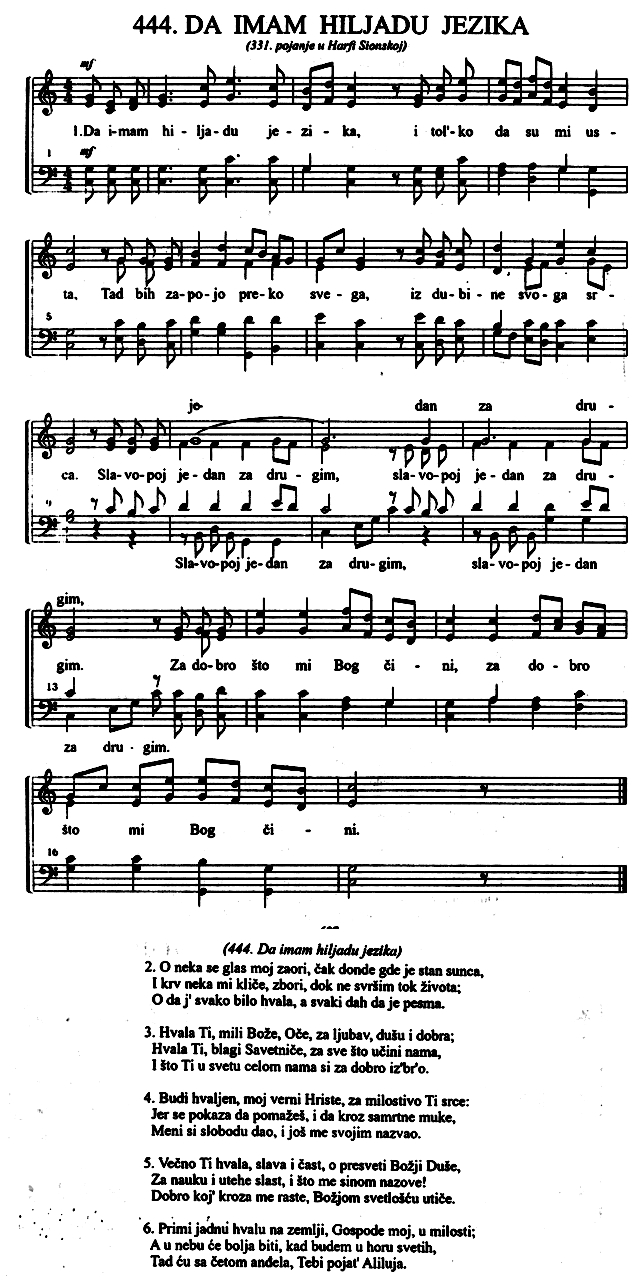 444. DA IMAM HILJADU JEZIKA
(331. pojanje u Harfi Sionskoj)
mf
1.Da i-mam hi - lja-du je - zi - ka, i tol'-ko da su mi us -
1 mf
ta. Tad bih za-po-jo pre-ko sve - ga, iz du-bi - ne svo-ga sr -
5
je- dan za dru -
ca. Sla-vo-poj je-dan za dru - gim, sla-vo-poj je-dan za dru -
9
Sla-vo-poj je-dan za dru-gim, sla-vo-poj je-dan
gim,
gim. Za do-bro što mi Bog či - ni, za do-bro
13
za dru - gim.
što mi Bog či - ni.
16
(444. Da imam hiljadu jezika)
2. O neka se glas moj zaori, čak donde gde je stan sunca,
I krv neka mi kliče, zbori, dok ne svršim tok života;
O da j' svako bilo hvala, a svaki dah da je pesma.
3. Hvala Ti, mili Bože, Oče, za ljubav, dušu i dobra;
Hvala Ti, blagi Savetniče, za sve što učini nama,
I što Ti u svetu celom nama si za dobro iz'br'o.
4. Budi hvaljen, moj verni Hriste, za milostivo Ti srce:
Jer se pokaza da pomažeš, i da kroz samrtne muke,
Meni si slobodu dao, i još me svojim nazvao.
5. Večno Ti hvala, slava i čast, o presveti Božji Duše,
Za nauku i utehe slast, i što me sinom nazove!
Dobro koj' kroza me raste, Božjom svetlošću utiče.
6. Primi jadnu hvalu na zemlji, Gospode moj, u milosti;
A u nebu će bolja biti, kad budem u horu svetih,
Tad ću sa četom anđela, Tebi pojat' Aliluja.